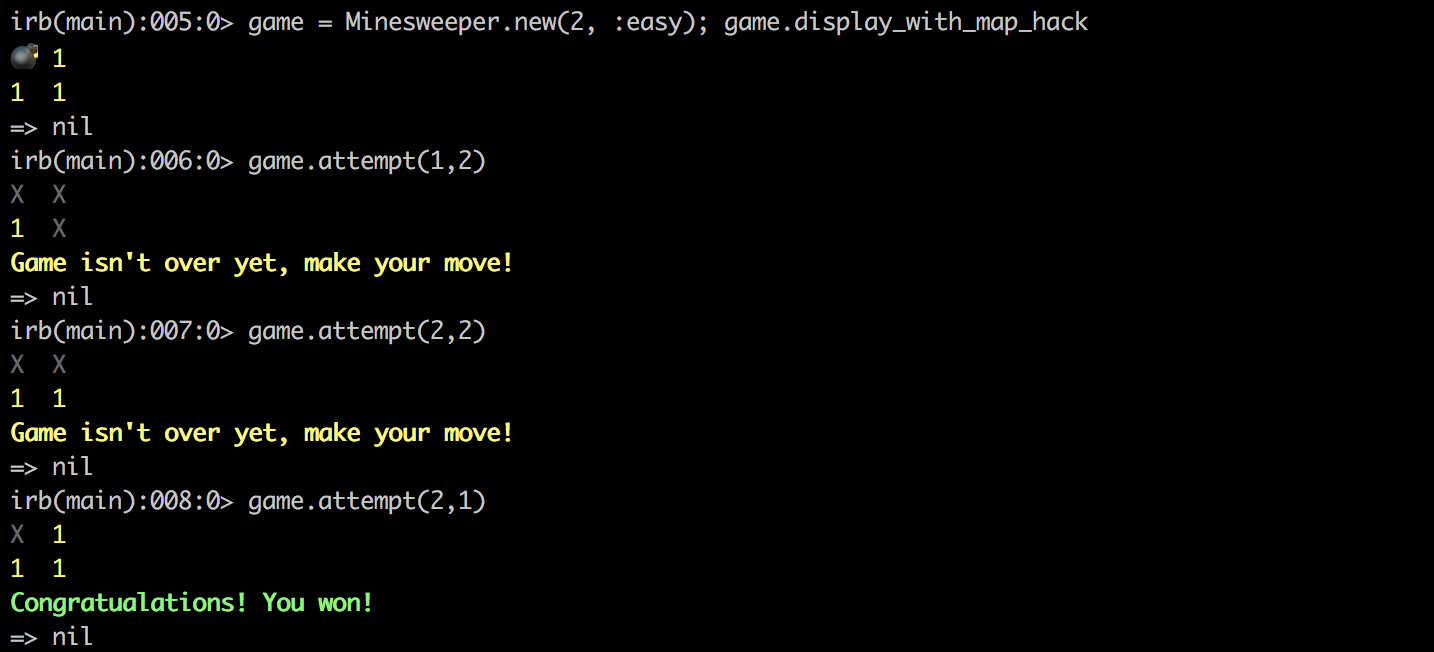 irb(main):005:0> game = Minesweeper.new(2, :easy); game.display_with_map_hack
💣 1
1 1
=> nil
irb(main):006:0> game.attempt(1,2)
X X
1 X
Game isn't over yet, make your move!
=> nil
irb(main):007:0> game.attempt(2,2)
X X
1 1
Game isn't over yet, make your move!
=> nil
irb(main):008:0> game.attempt(2,1)
X 1
1 1
Congratualations! You won!
=> nil